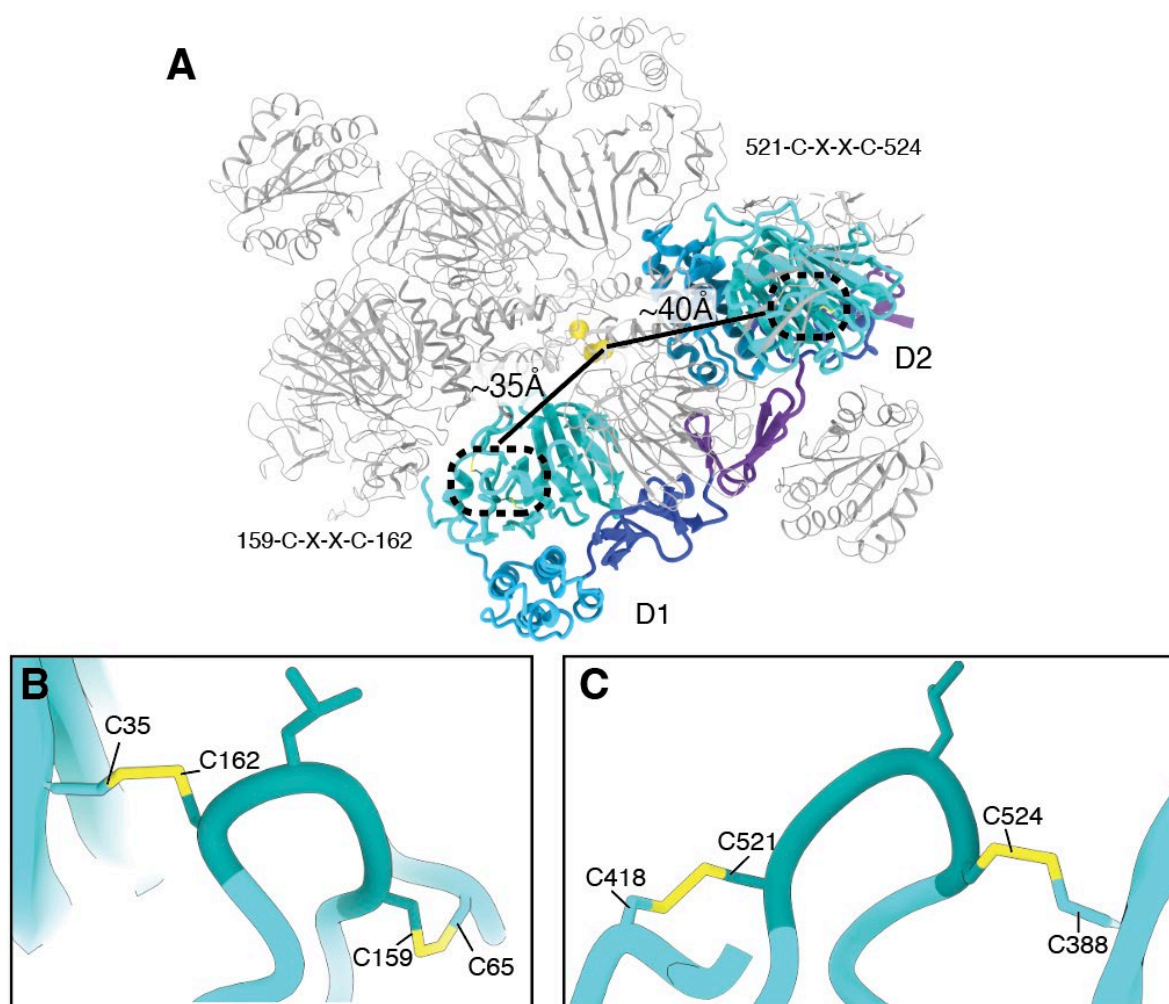 A
521-C-X-X-C-524
~40Å
D2
~35Å
159-C-X-X-C-162
D1
B
C35
C162
C159
C65
C
C524
C521
C418
C388